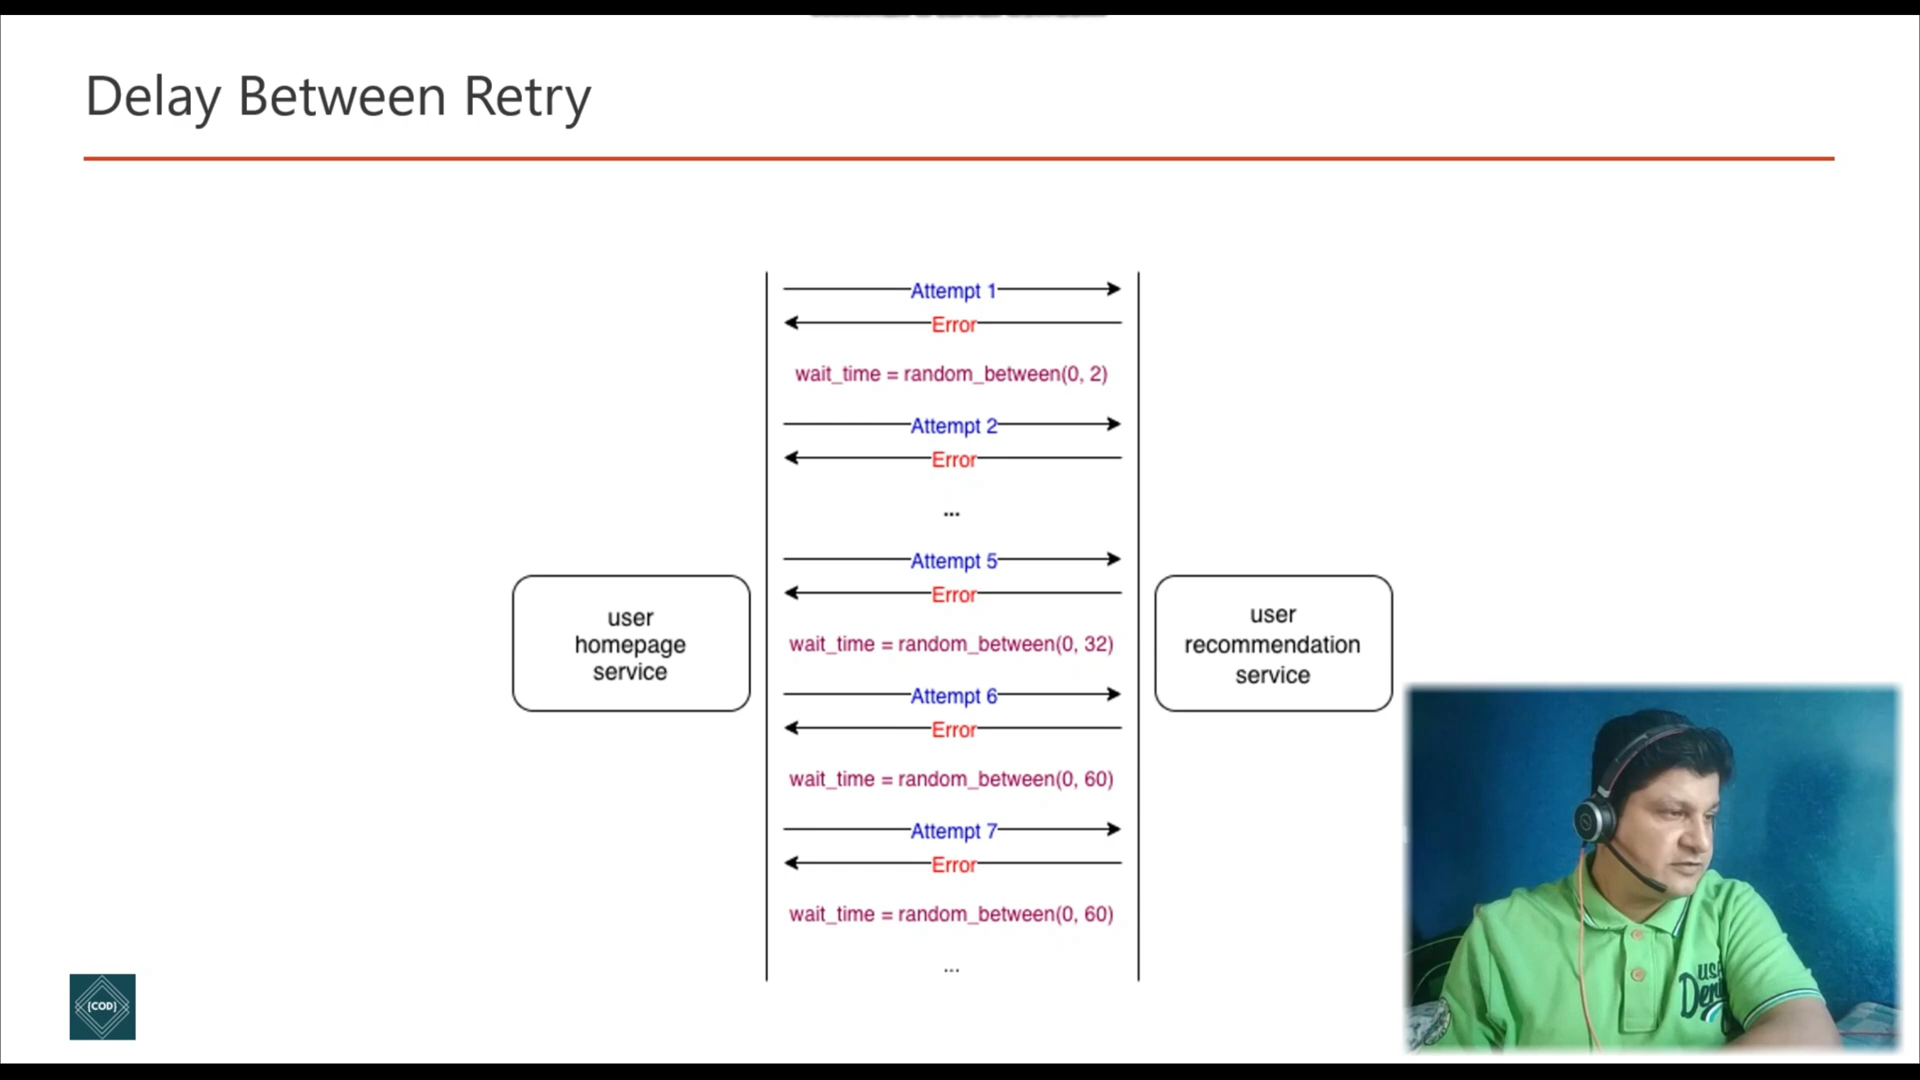 Delay Between Retry
Attempt 1
Error
wait_time = random_between(0, 2)
Attempt 2
Error
...
Attempt 5
Error
wait_time = random_between(0, 32)
Attempt 6
Error
wait_time = random_between(0, 60)
Attempt 7
Error
wait_time = random_between(0, 60)
...
user
homepage
service
user
recommendation
service
[COD]